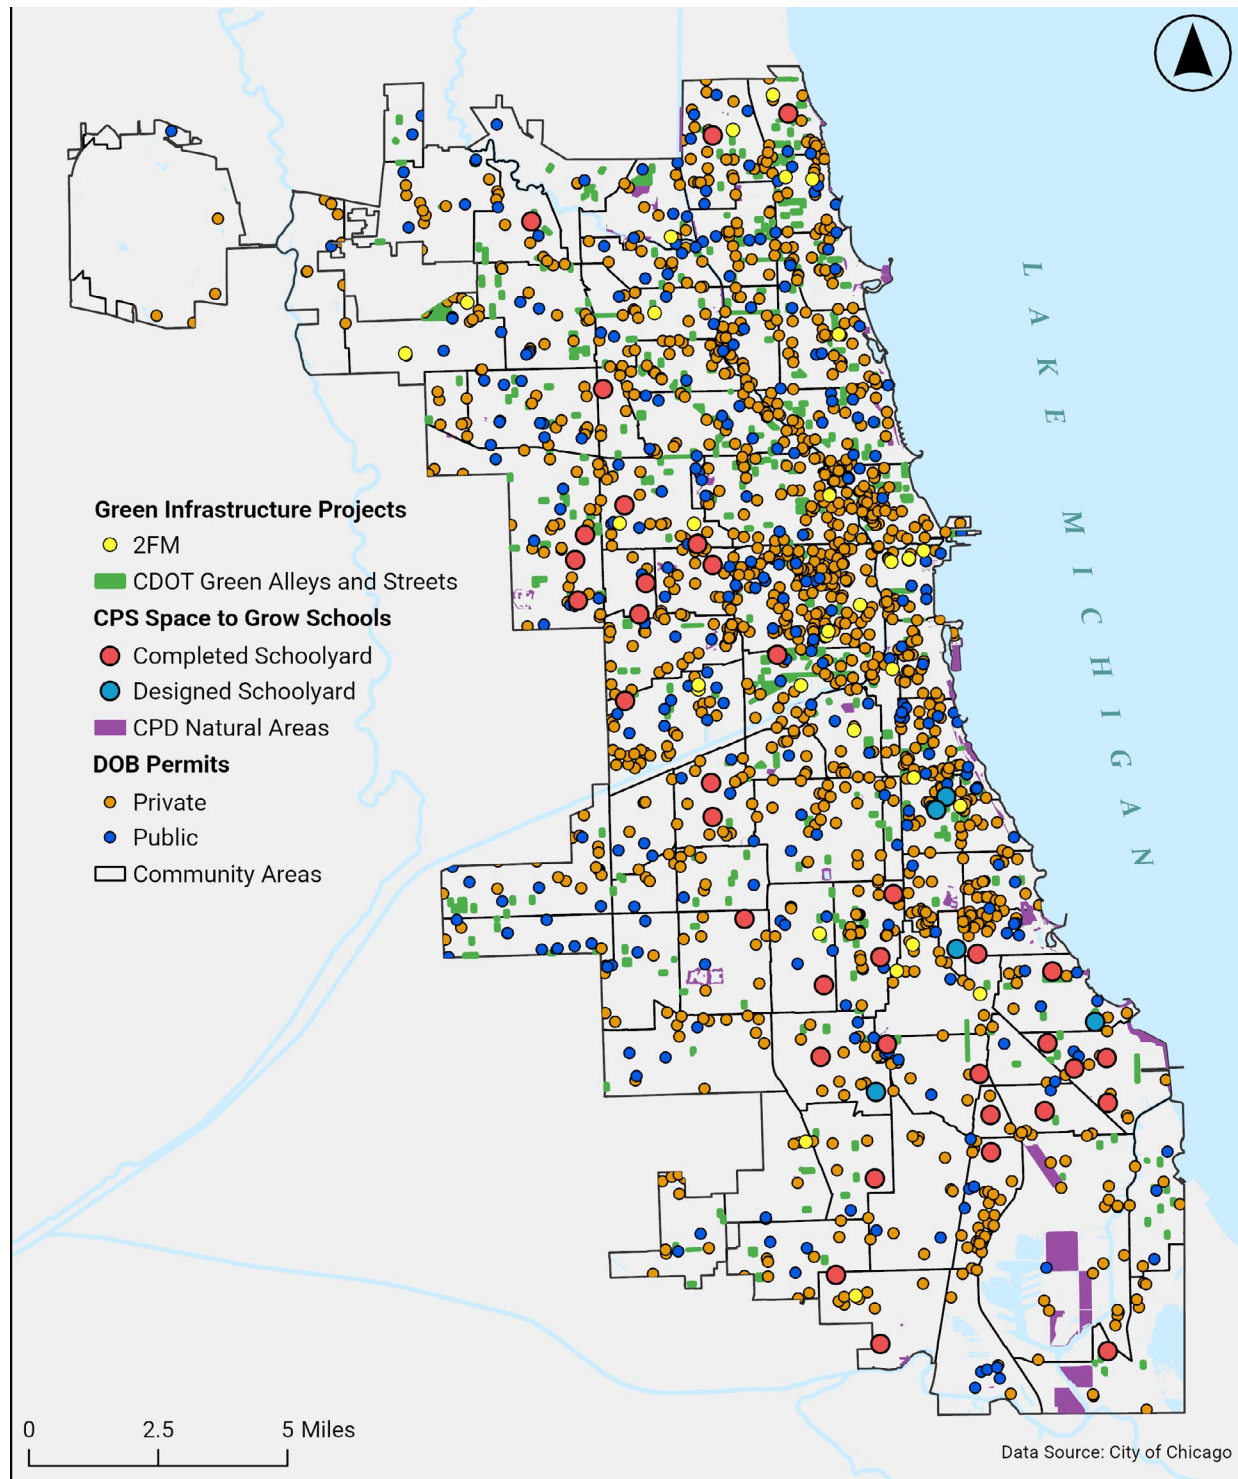 LAKE MICHIGAN
Green Infrastructure Projects
2FM
CDOT Green Alleys and Streets
CPS Space to Grow Schools
Completed Schoolyard
Designed Schoolyard
CPD Natural Areas
DOB Permits
Private
Public
Community Areas
0 2.5 5 Miles
Data Source: City of Chicago